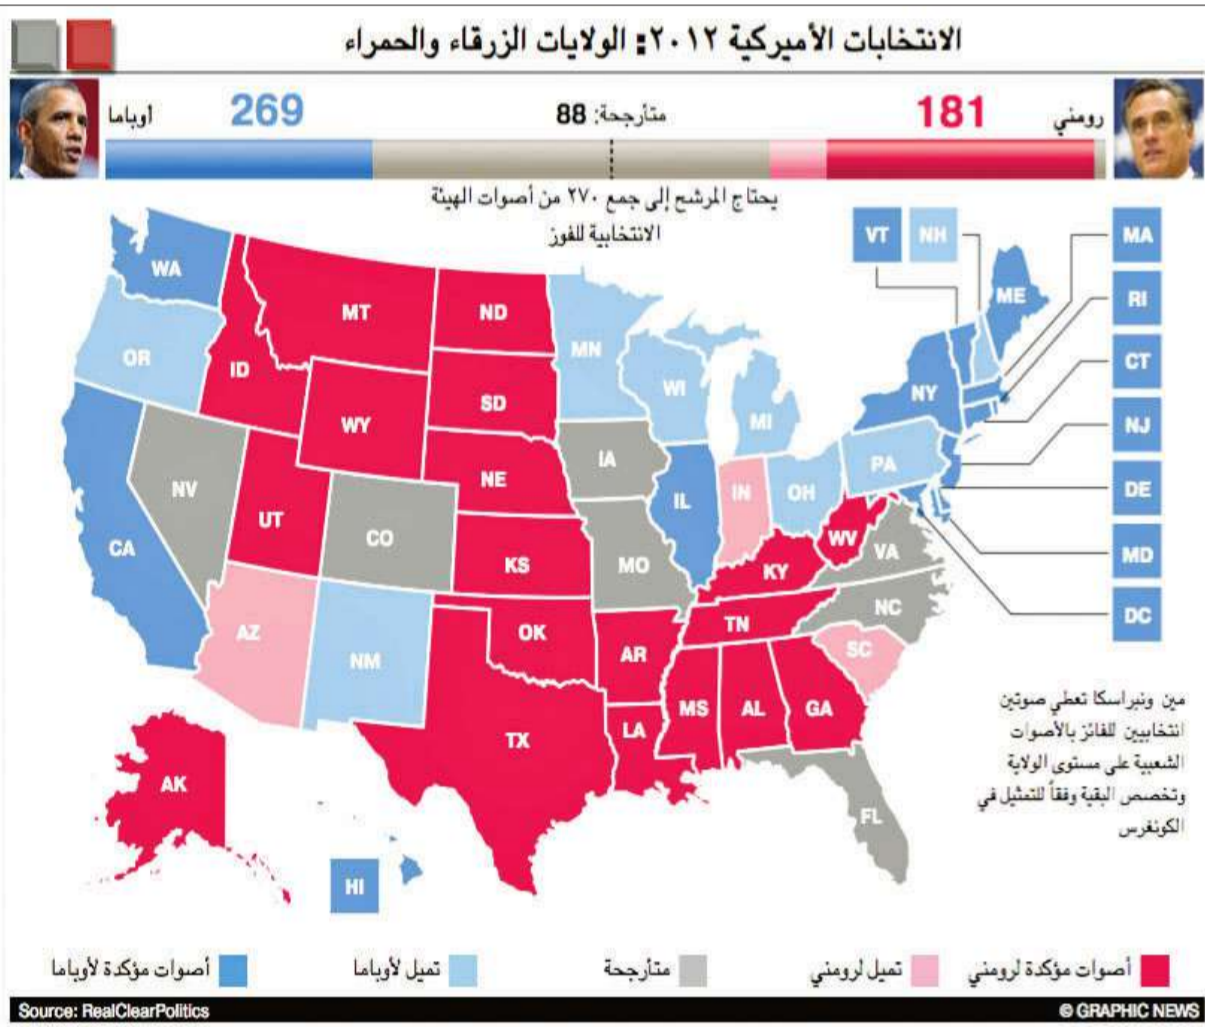 الانتخابات الأميركية ٢٠١٢: الولايات الزرقاء والحمراء
رومني
181
متأرجحة: 88
269
أوباما
يحتاج المرشح إلى جمع ٢٧٠ من أصوات الهيئة
الانتخابية للفوز
VT
NH
MA
WA
MT
ND
ME
RI
OR
ID
MN
WI
NY
CT
WY
SD
MI
NJ
NV
UT
NE
IA
IL
IN
OH
PA
DE
CA
CO
KS
MO
KY
WV
VA
MD
AZ
NM
OK
AR
TN
NC
SC
DC
TX
LA
MS
AL
GA
مين ونبراسكا تعطي صوتين
انتخابيين للفائز بالأصوات
الشعبية على مستوى الولاية
وتخصص البقية وفقاً للتمثيل في
الكونغرس
AK
HI
FL
أصوات مؤكدة لرومني
تميل لرومني
متأرجحة
تميل لأوباما
أصوات مؤكدة لأوباما
Source: RealClearPolitics
© GRAPHIC NEWS